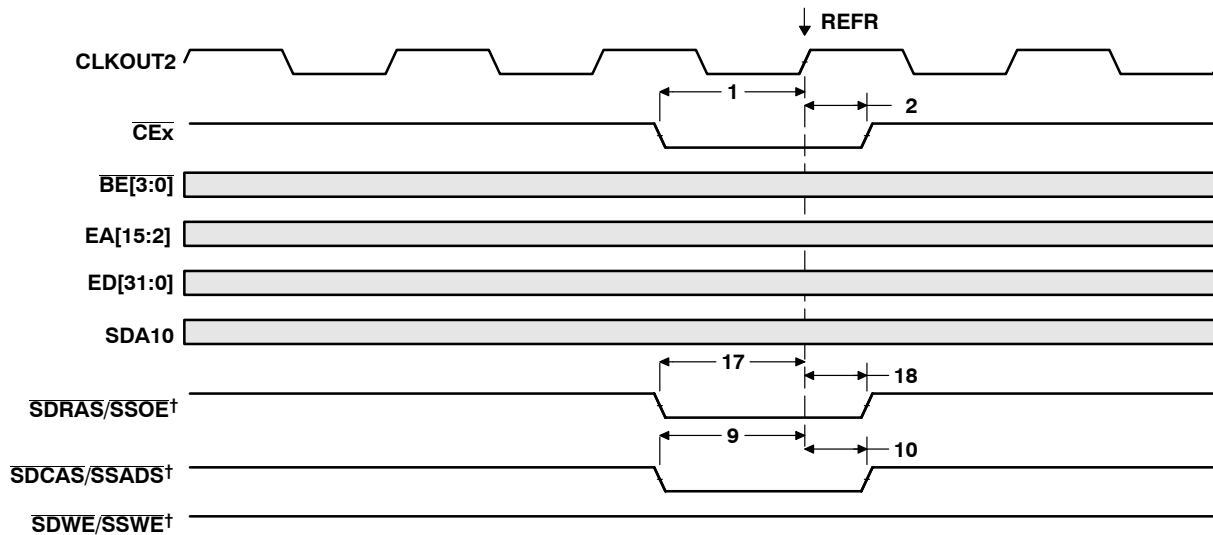 REFR
CLKOUT2
1
2
CEx
BE[3:0]
EA[15:2]
ED[31:0]
SDA10
17
18
SDRAS/SSOE†
9
10
SDCAS/SSADS†
SDWE/SSWE†